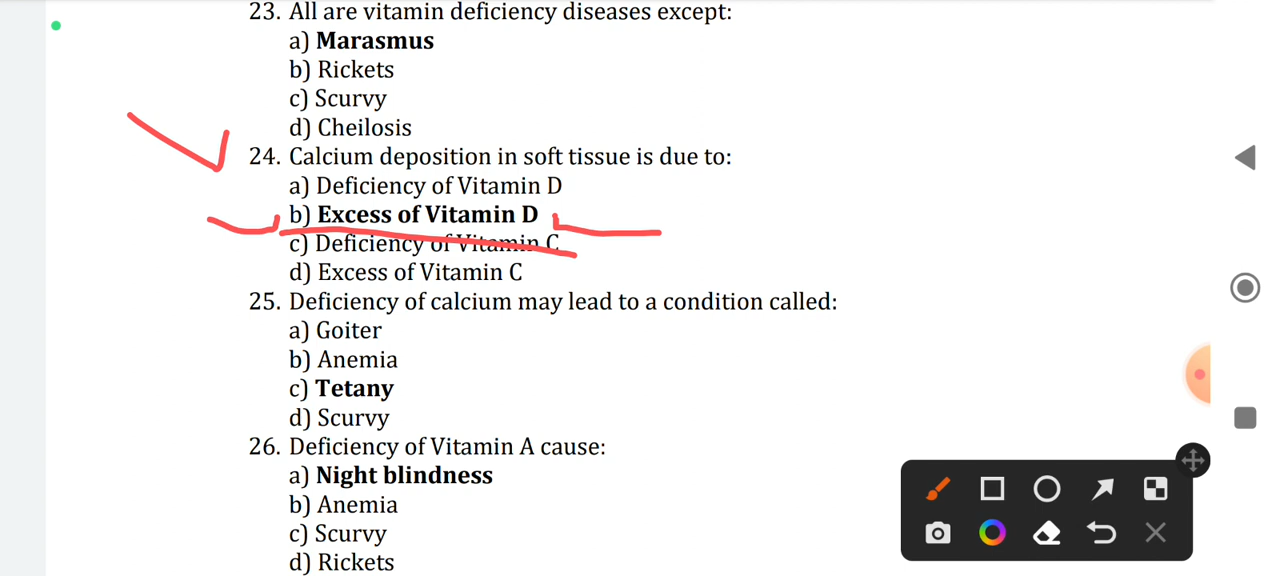 23. All are vitamin deficiency diseases except:
a) Marasmus
b) Rickets
c) Scurvy
d) Cheilosis
24. Calcium deposition in soft tissue is due to:
a) Deficiency of Vitamin D
b) Excess of Vitamin D
c) Deficiency of Vitamin C
d) Excess of Vitamin C
25. Deficiency of calcium may lead to a condition called:
a) Goiter
b) Anemia
c) Tetany
d) Scurvy
26. Deficiency of Vitamin A cause:
a) Night blindness
b) Anemia
c) Scurvy
d) Rickets